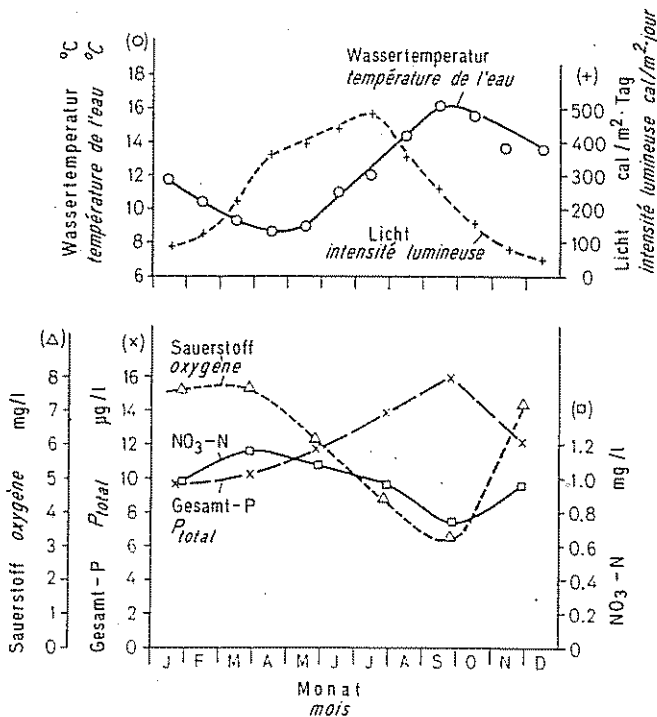 Wassertemperatur °C
température de l'eau °C
(O)
18
16
14
12
10
8
6
Wassertemperatur
température de l'eau
Licht
intensité lumineuse
(+)
500
400
300
200
100
0
Licht cal/m²·Tag
intensité lumineuse cal/m²·jour
Sauerstoff oxygène mg/l
(△)
8
7
6
5
4
3
2
1
0
Gesamt-P P total µg/l
(×)
16
14
12
10
8
6
4
2
0
Sauerstoff
oxygène
NO₃-N
Gesamt-P
P total
(□)
1.2
1.0
0.8
0.6
0.4
0.2
0
NO₃-N mg/l
J F M A M J J A S O N D
Monat
mois